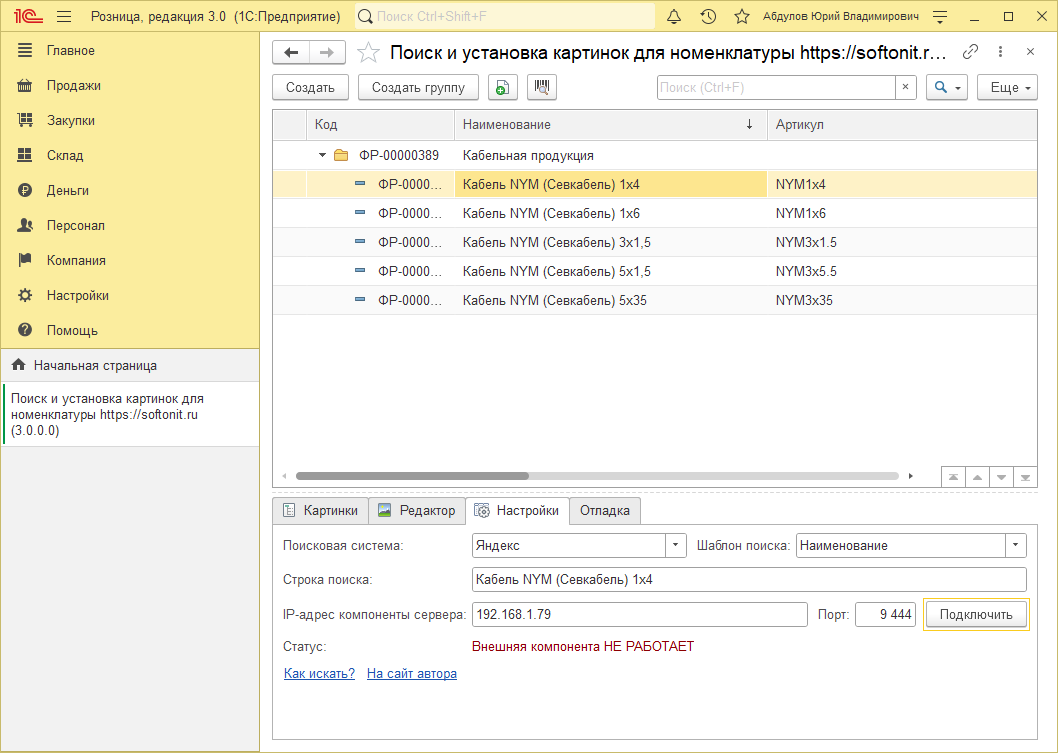 1С Розница, редакция 3.0 (1С:Предприятие) Поиск Ctrl+Shift+F Абдулов Юрий Владимирович
Главное
Продажи
Закупки
Склад
Деньги
Персонал
Компания
Настройки
Помощь
Начальная страница
Поиск и установка картинок для
номенклатуры https://softonit.ru
(3.0.0.0)
Поиск и установка картинок для номенклатуры https://softonit.r...
Создать Создать группу Поиск (Ctrl+F) × Еще
Код Наименование ↓ Артикул
ФР-00000389 Кабельная продукция
ФР-0000... Кабель NYM (Севкабель) 1х4 NYM1x4
ФР-0000... Кабель NYM (Севкабель) 1х6 NYM1x6
ФР-0000... Кабель NYM (Севкабель) 3х1,5 NYM3x1.5
ФР-0000... Кабель NYM (Севкабель) 5х1,5 NYM3x5.5
ФР-0000... Кабель NYM (Севкабель) 5х35 NYM3x35
Картинки Редактор Настройки Отладка
Поисковая система: Яндекс Шаблон поиска: Наименование
Строка поиска: Кабель NYM (Севкабель) 1х4
IP-адрес компоненты сервера: 192.168.1.79 Порт: 9 444 Подключить
Статус: Внешняя компонента НЕ РАБОТАЕТ
Как искать? На сайт автора